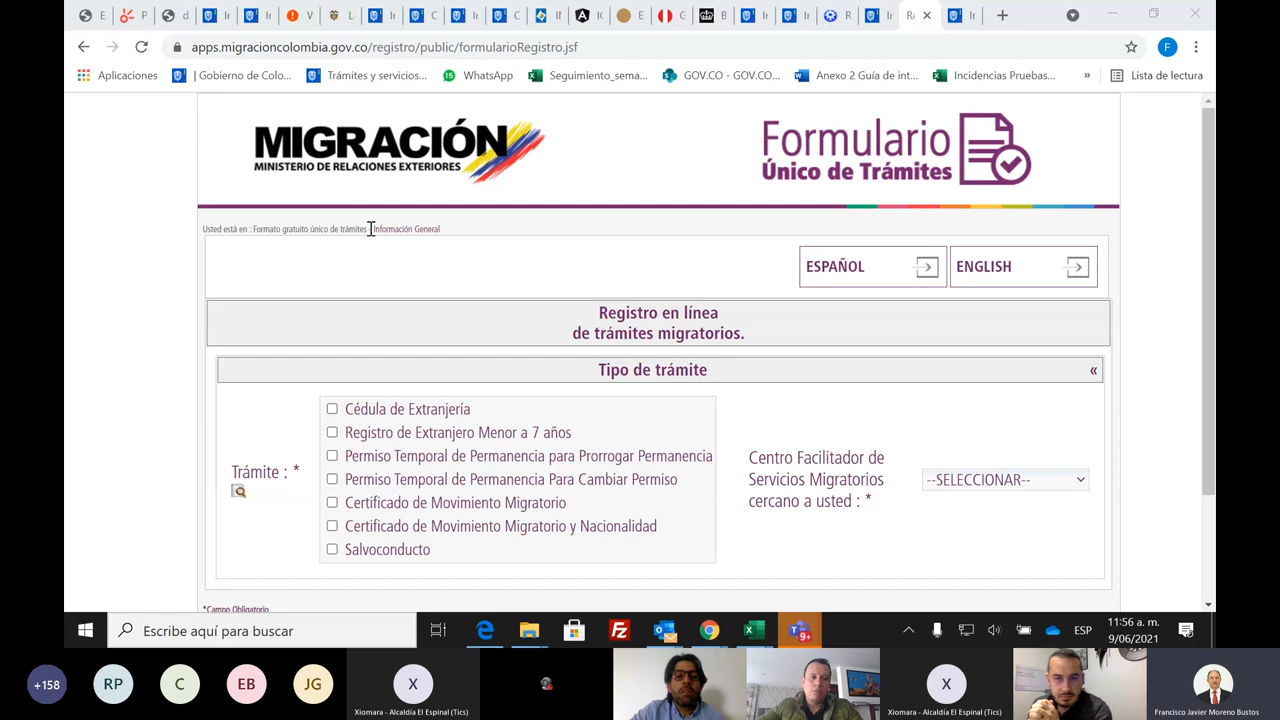 apps.migracioncolombia.gov.co/registro/public/formularioRegistro.jsf
Aplicaciones
| Gobierno de Colo...
Trámites y servicios...
WhatsApp
Seguimiento_sema...
GOV.CO - GOV.CO...
Anexo 2 Guía de int...
Incidencias Pruebas...
»
Lista de lectura
MIGRACIÓN
MINISTERIO DE RELACIONES EXTERIORES
Formulario
Único de Trámites
Usted está en : Formato gratuito único de trámites
Información General
ESPAÑOL
ENGLISH
Registro en línea
de trámites migratorios.
Tipo de trámite
«
Trámite : *
Cédula de Extranjería
Registro de Extranjero Menor a 7 años
Permiso Temporal de Permanencia para Prorrogar Permanencia
Permiso Temporal de Permanencia Para Cambiar Permiso
Certificado de Movimiento Migratorio
Certificado de Movimiento Migratorio y Nacionalidad
Salvoconducto
Centro Facilitador de
Servicios Migratorios
cercano a usted : *
--SELECCIONAR--
*Campo Obligatorio
Escribe aquí para buscar
9+
ESP
11:56 a. m.
9/06/2021
+158
RP
C
EB
JG
X
Xiomara - Alcaldía El Espinal (Tics)
X
Xiomara - Alcaldía El Espinal (Tics)
Francisco Javier Moreno Bustos